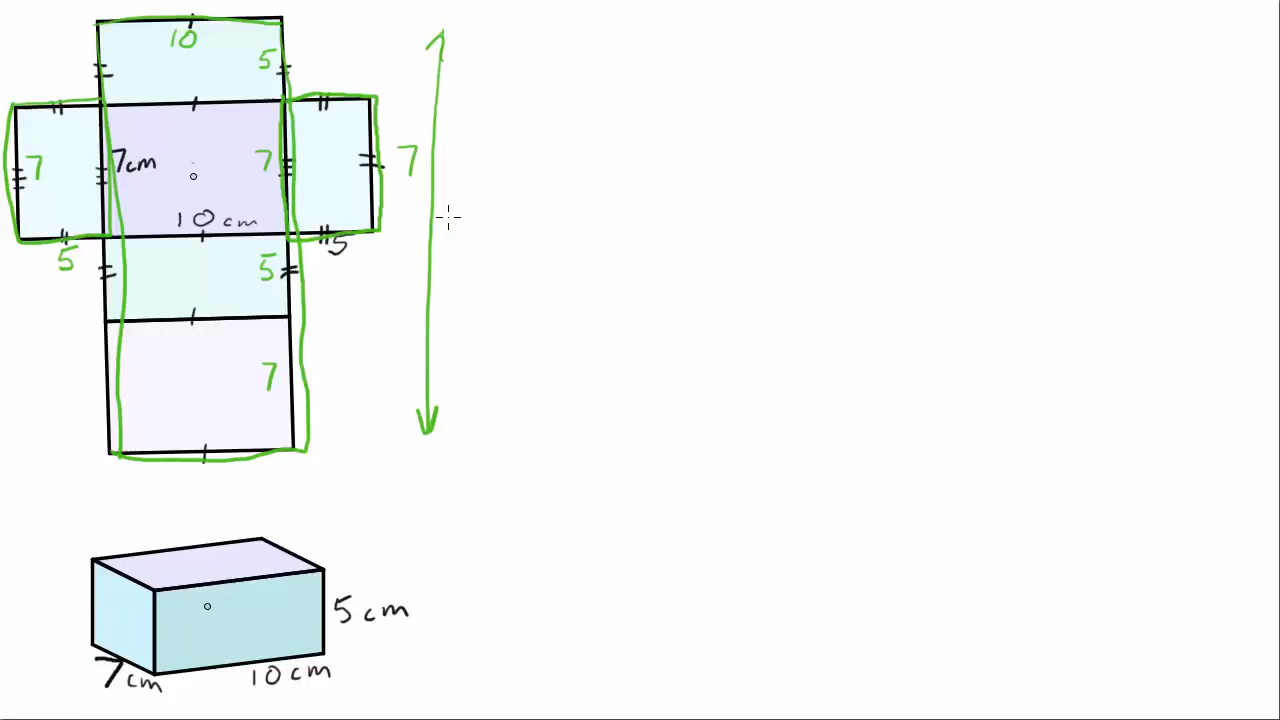 10
5
7 7cm 7 7
10 cm
5 5 5
7
5 cm
7cm 10 cm